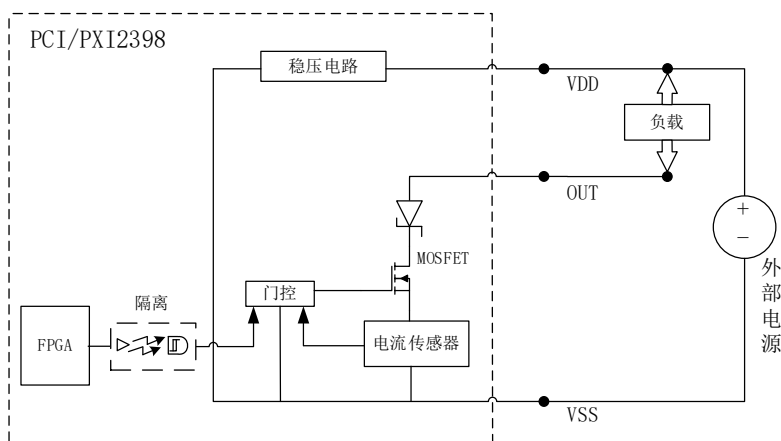 PCI/PXI2398
稳压电路
VDD
负载
OUT
+
−
MOSFET
外部电源
隔离
门控
FPGA
电流传感器
VSS